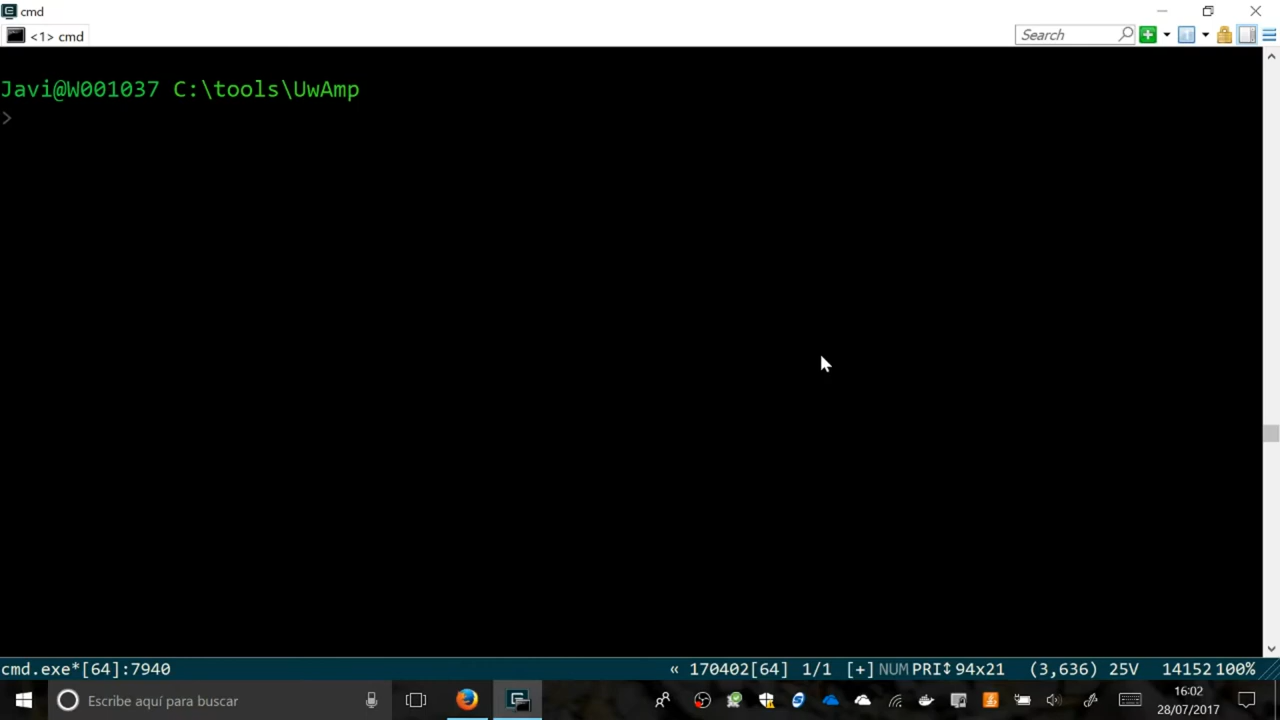 cmd
<1> cmd
Search
Javi@W001037 C:\tools\UwAmp
>
cmd.exe*[64]:7940
« 170402[64] 1/1 [+] NUM PRI↕ 94x21 (3,636) 25V 14152 100%
Escribe aquí para buscar
16:02
28/07/2017